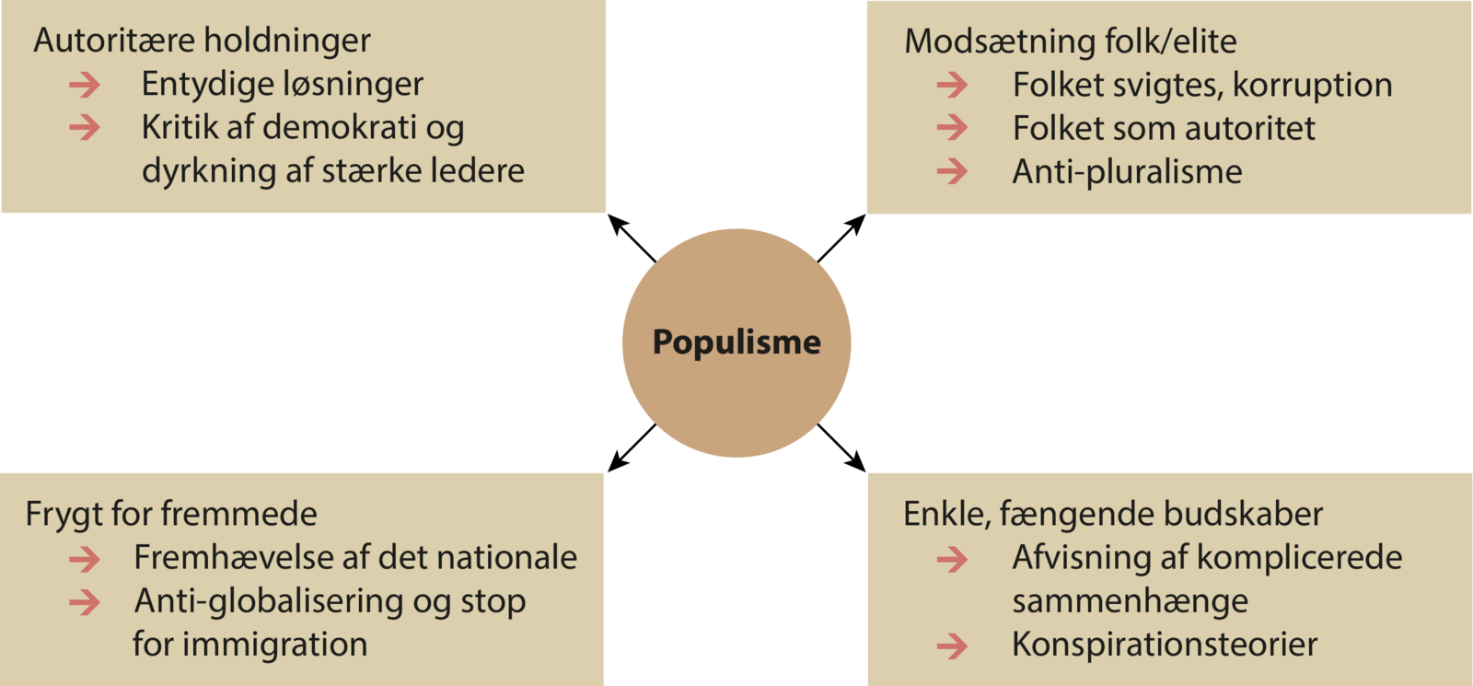 Autoritære holdninger
→ Entydige løsninger
→ Kritik af demokrati og
dyrkning af stærke ledere
Modsætning folk/elite
→ Folket svigtes, korruption
→ Folket som autoritet
→ Anti-pluralisme
Populisme
Frygt for fremmede
→ Fremhævelse af det nationale
→ Anti-globalisering og stop
for immigration
Enkle, fængende budskaber
→ Afvisning af komplicerede
sammenhænge
→ Konspirationsteorier